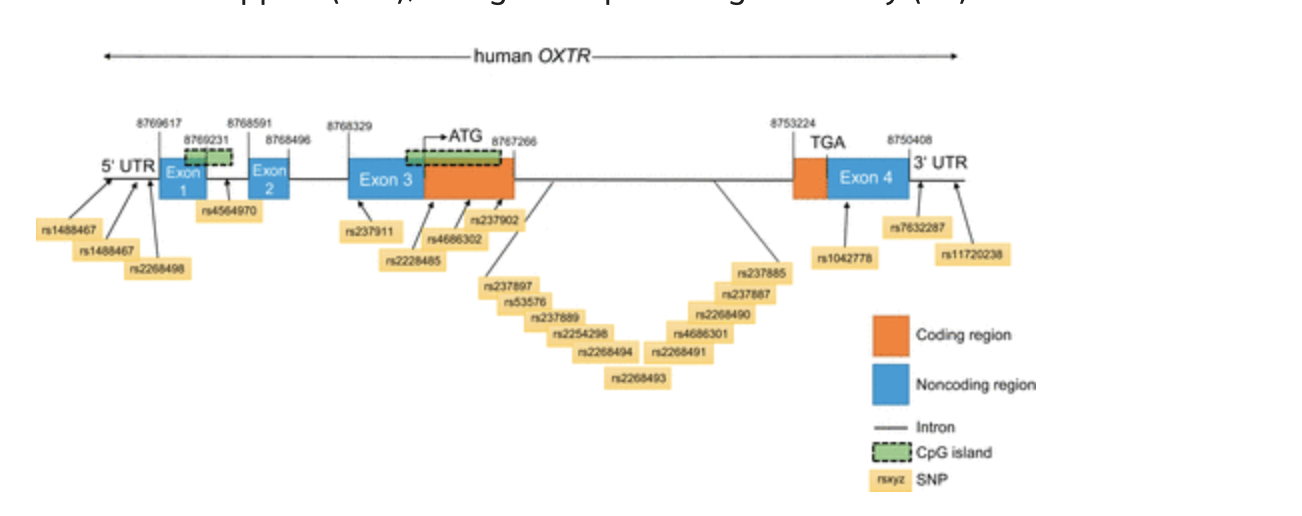 human OXTR
8769617
8769231
8768591
8768496
8768329
ATG
8767266
8753224
TGA
8750408
5' UTR
Exon
1
Exon
2
Exon 3
Exon 4
3' UTR
rs1488467
rs1488467
rs2268498
rs4564970
rs237911
rs2228485
rs4686302
rs237902
rs237897
rs53576
rs237889
rs2254298
rs2268494
rs2268493
rs2268491
rs4686301
rs2268490
rs237887
rs237885
rs1042778
rs7632287
rs11720238
Coding region
Noncoding region
Intron
CpG island
rsxyz SNP